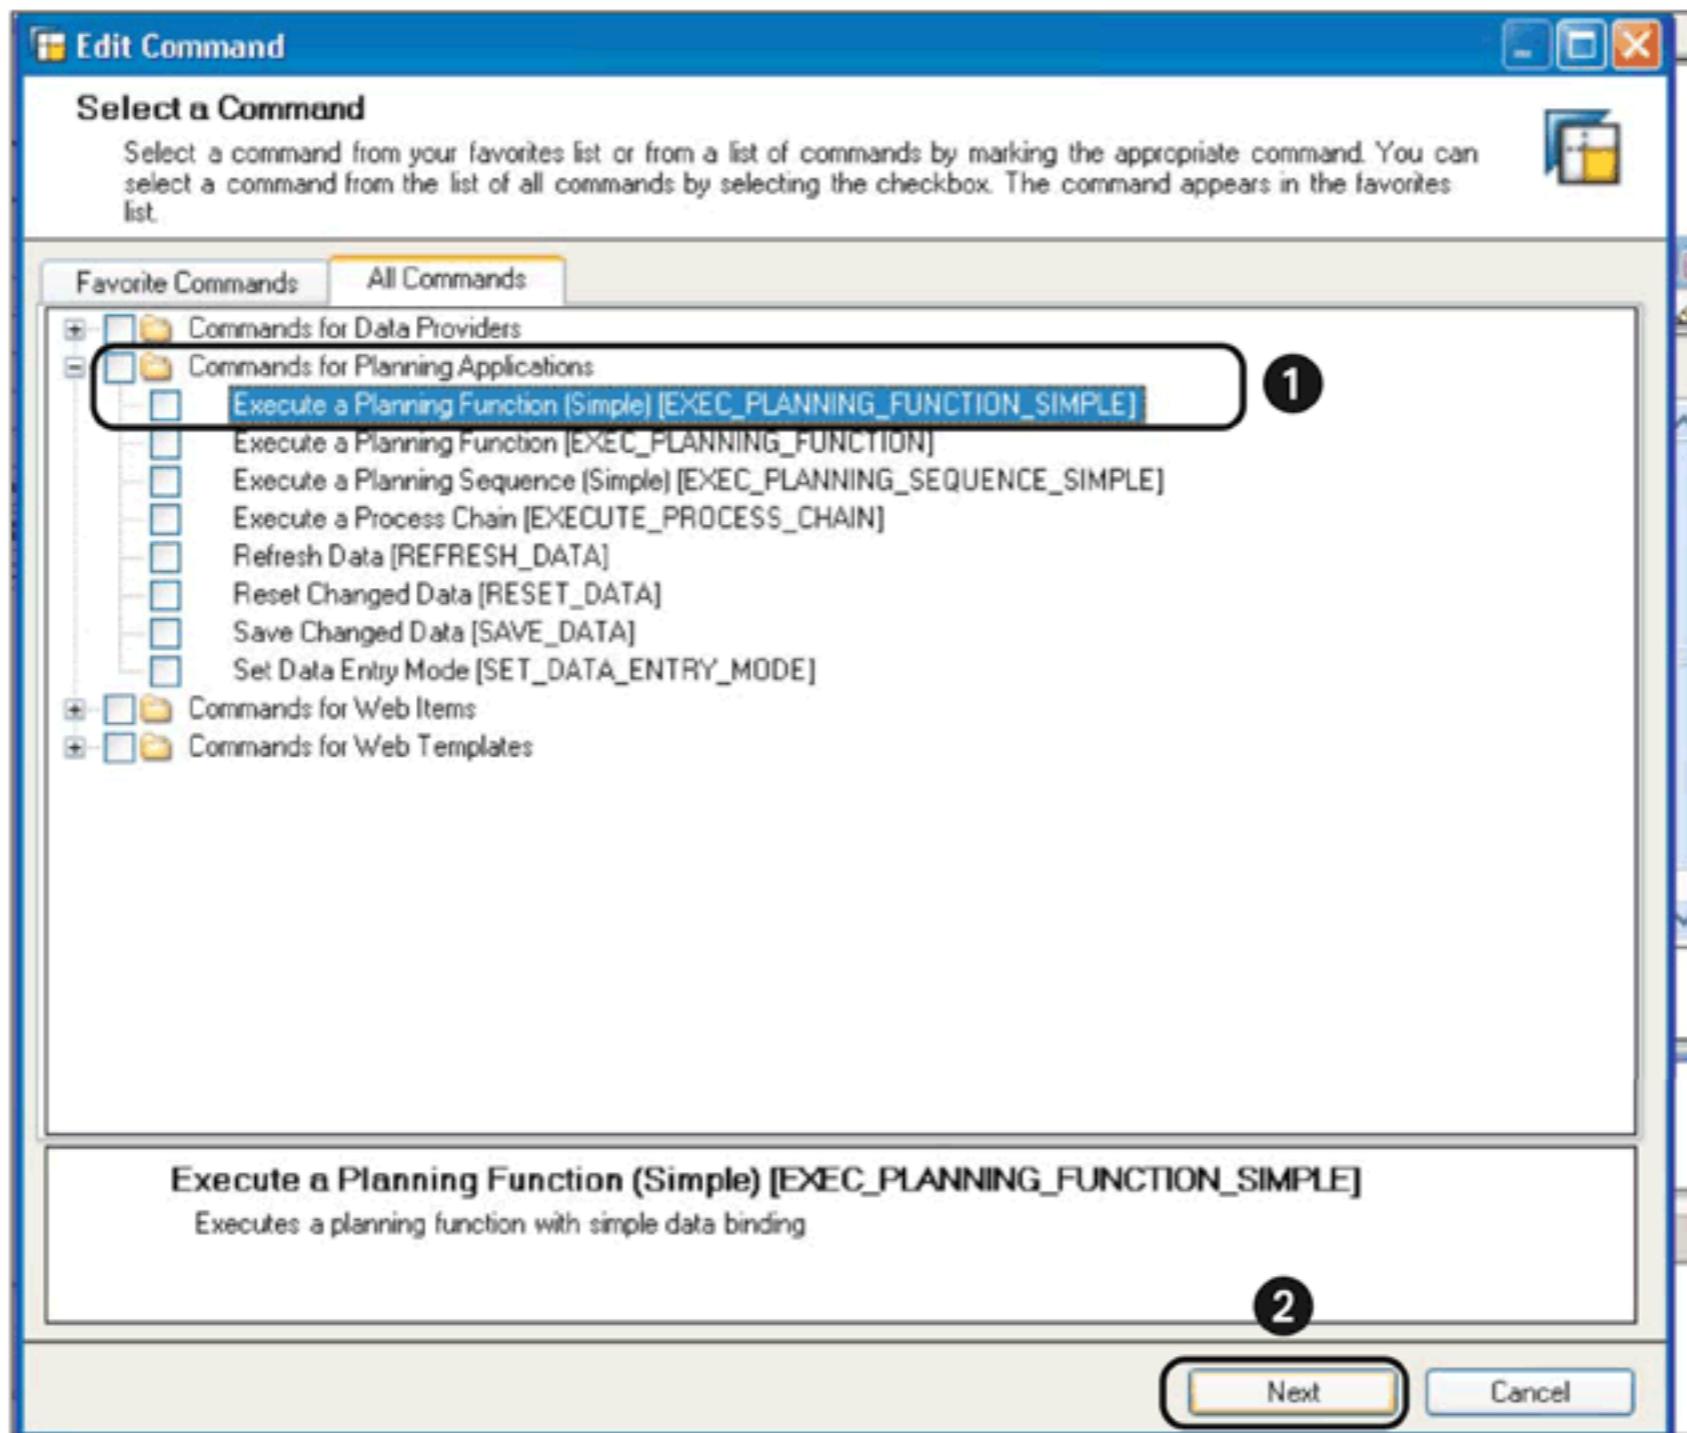 Edit Command
Select a Command
Select a command from your favorites list or from a list of commands by marking the appropriate command. You can
select a command from the list of all commands by selecting the checkbox. The command appears in the favorites
list.
Favorite Commands
All Commands
Commands for Data Providers
Commands for Planning Applications
1
Execute a Planning Function (Simple) [EXEC_PLANNING_FUNCTION_SIMPLE]
Execute a Planning Function [EXEC_PLANNING_FUNCTION]
Execute a Planning Sequence (Simple) [EXEC_PLANNING_SEQUENCE_SIMPLE]
Execute a Process Chain [EXECUTE_PROCESS_CHAIN]
Refresh Data [REFRESH_DATA]
Reset Changed Data [RESET_DATA]
Save Changed Data [SAVE_DATA]
Set Data Entry Mode [SET_DATA_ENTRY_MODE]
Commands for Web Items
Commands for Web Templates
Execute a Planning Function (Simple) [EXEC_PLANNING_FUNCTION_SIMPLE]
Executes a planning function with simple data binding
2
Next
Cancel